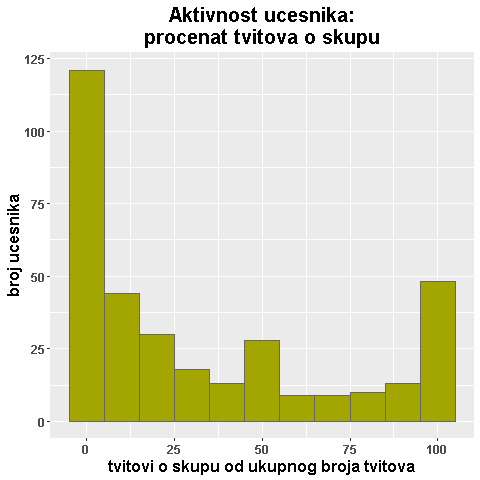 Aktivnost ucesnika:
procenat tvitova o skupu
125
100
75
50
25
0
broj ucesnika
0 25 50 75 100
tvitovi o skupu od ukupnog broja tvitova